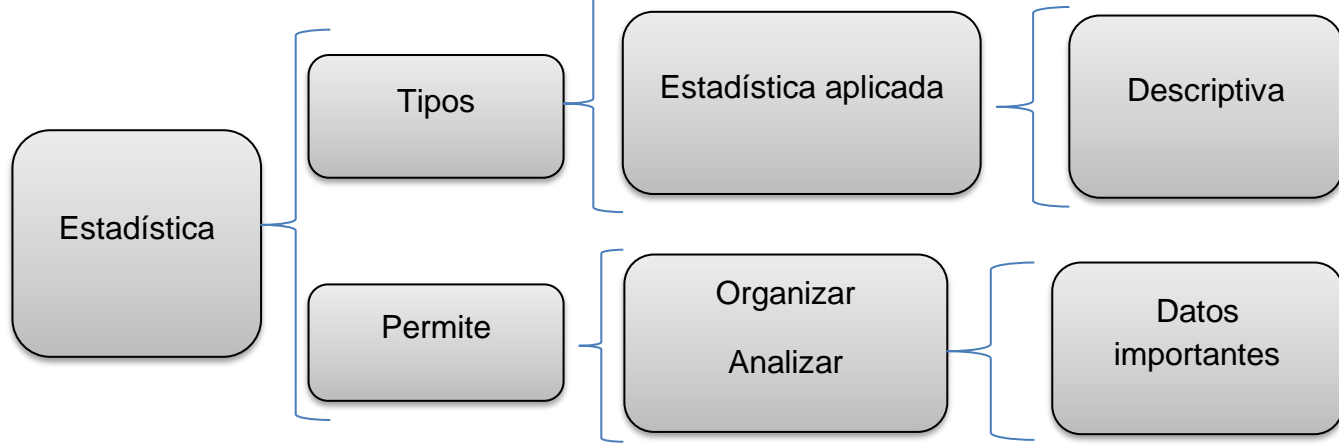 Estadística
Tipos
Estadística aplicada
Descriptiva
Permite
Organizar
Analizar
Datos
importantes